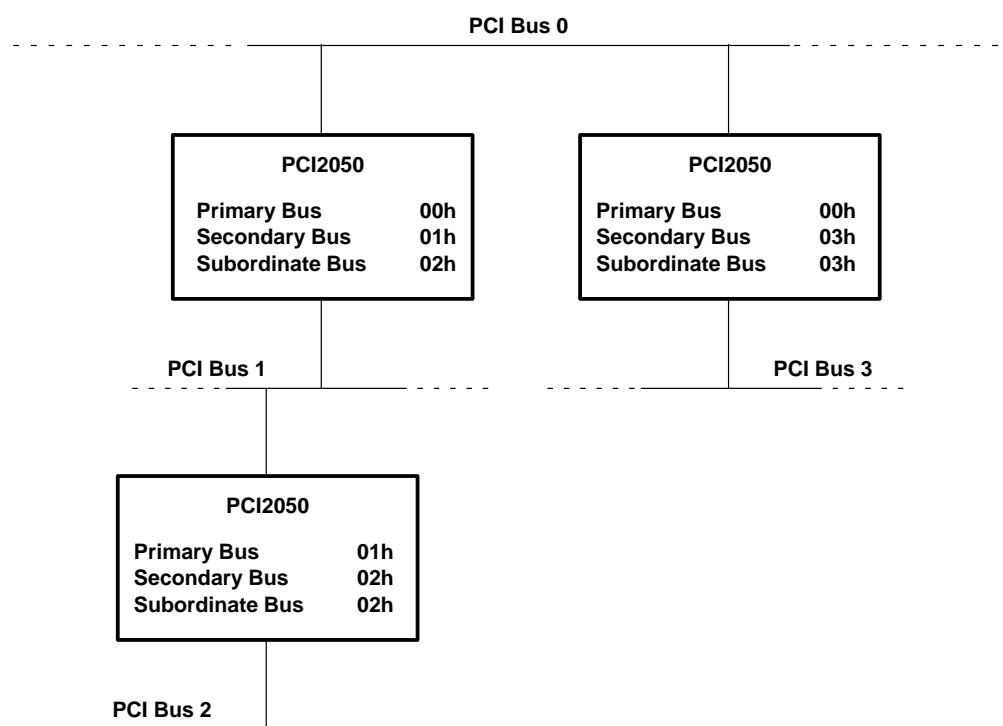 PCI Bus 0
PCI2050
Primary Bus 00h
Secondary Bus 01h
Subordinate Bus 02h
PCI2050
Primary Bus 00h
Secondary Bus 03h
Subordinate Bus 03h
PCI Bus 1
PCI Bus 3
PCI2050
Primary Bus 01h
Secondary Bus 02h
Subordinate Bus 02h
PCI Bus 2